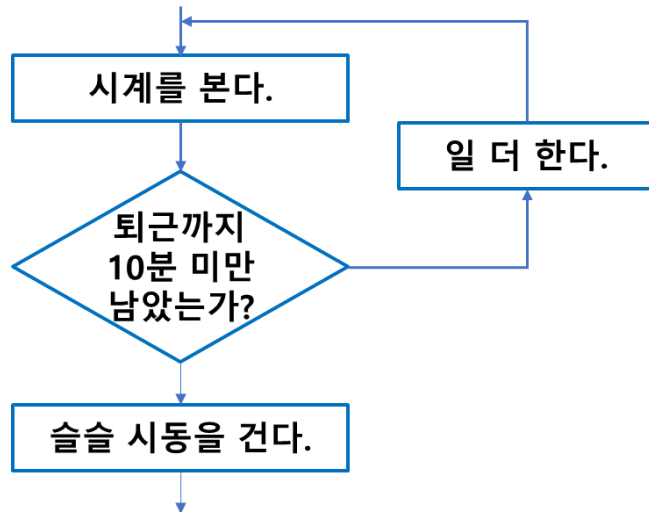 시계를 본다.
일 더 한다.
퇴근까지
10분 미만
남았는가?
슬슬 시동을 건다.